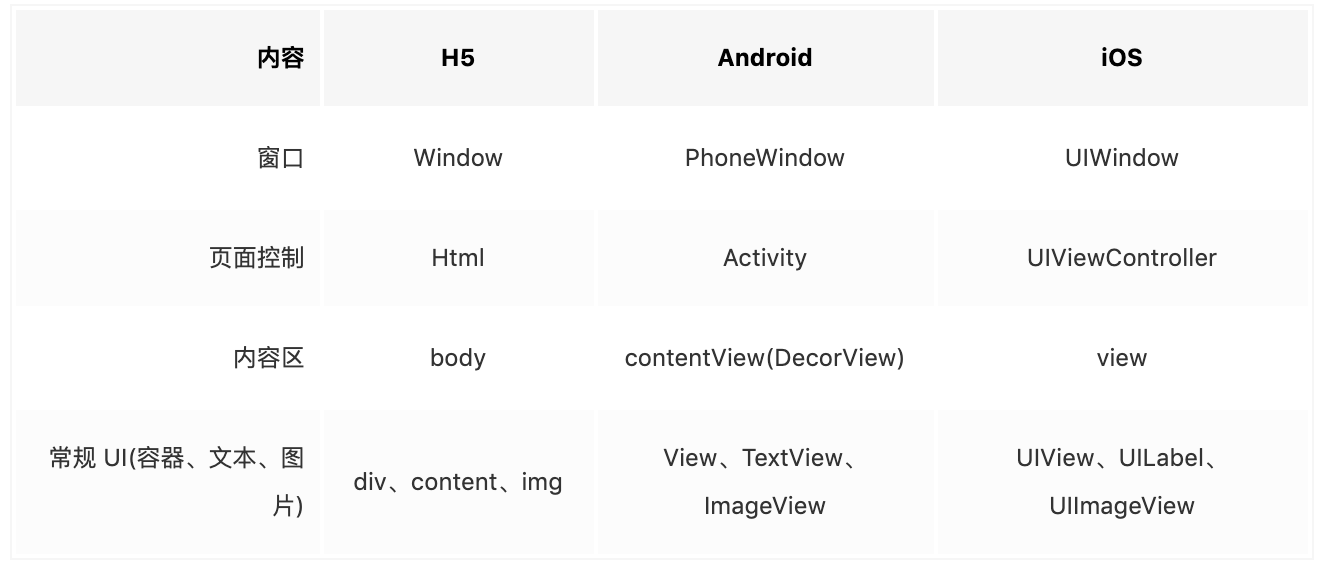 内容 H5 Android iOS
窗口 Window PhoneWindow UIWindow
页面控制 Html Activity UIViewController
内容区 body contentView(DecorView) view
常规 UI(容器、文本、图
片)
div、content、img
View、TextView、
ImageView
UIView、UILabel、
UIImageView